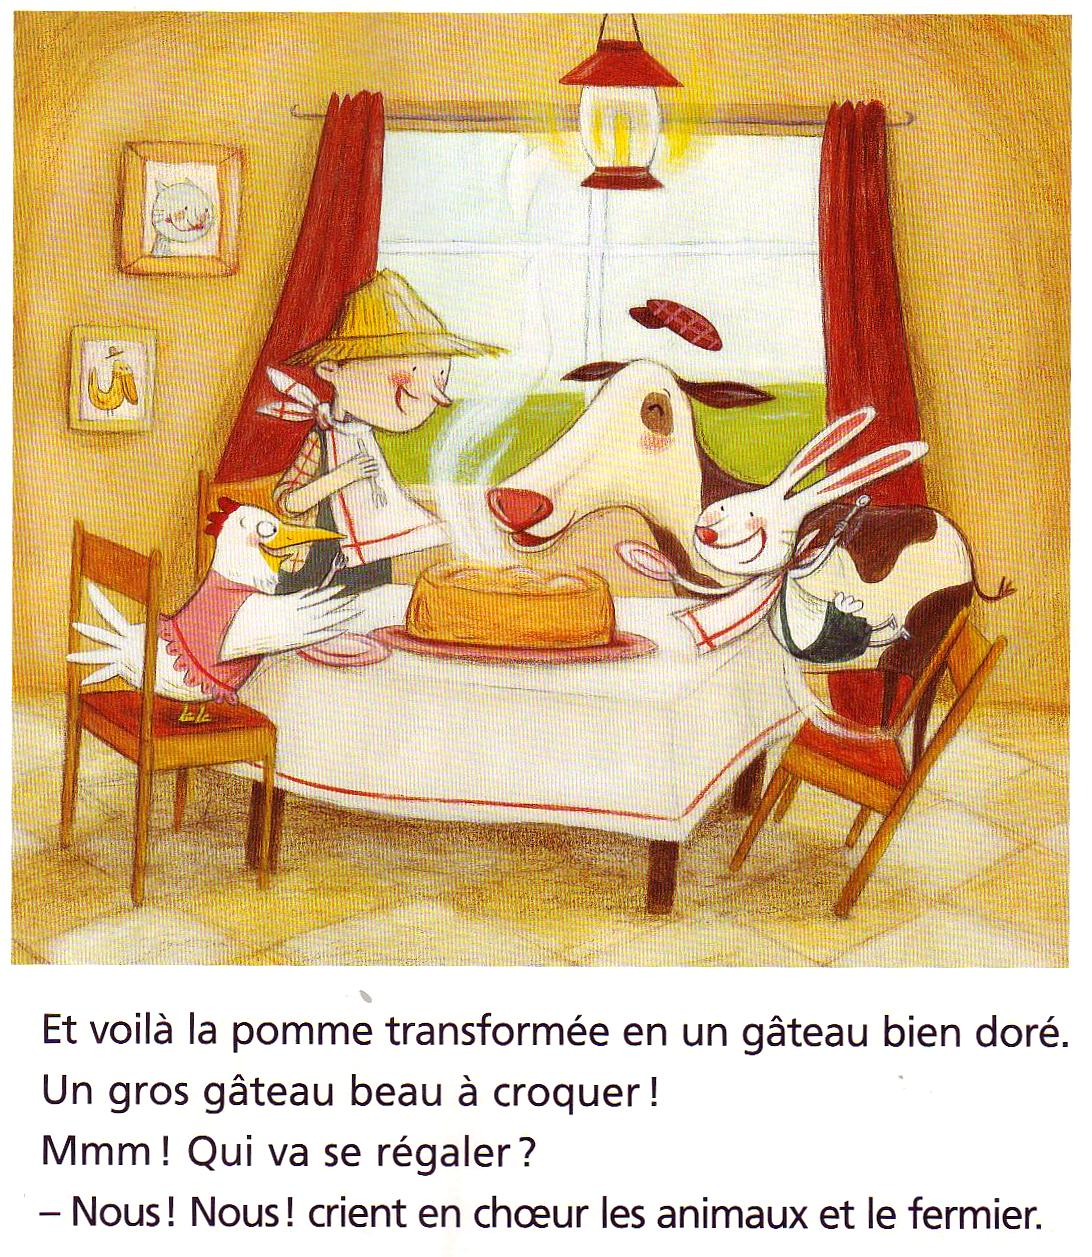 Et voilà la pomme transformée en un gâteau bien doré.
Un gros gâteau beau à croquer !
Mmm ! Qui va se régaler ?
– Nous ! Nous ! crient en chœur les animaux et le fermier.